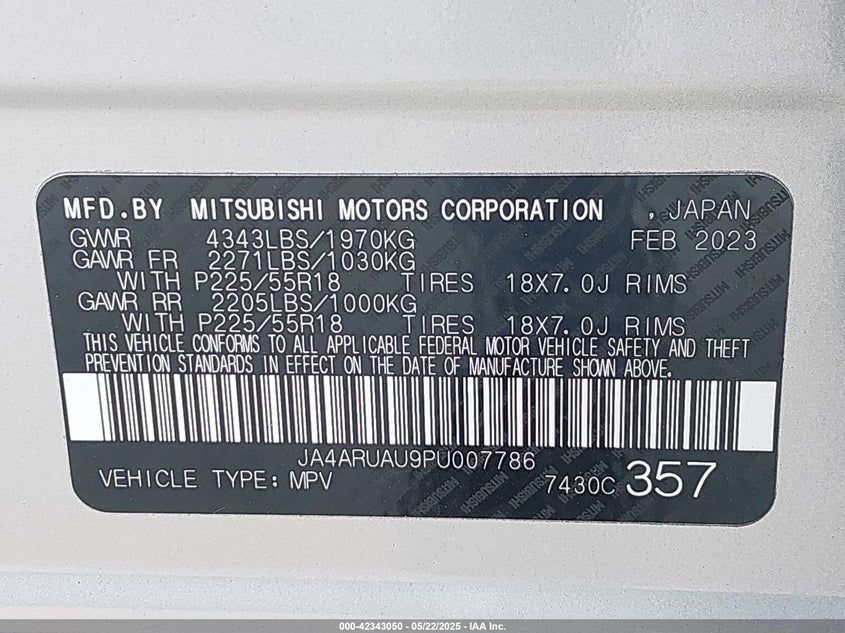 MFD.BY MITSUBISHI MOTORS CORPORATION , JAPAN
GVWR 4343LBS/1970KG FEB 2023
GAWR FR 2271LBS/1030KG
WITH P225/55R18 TIRES 18X7.0J RIMS
GAWR RR 2205LBS/1000KG
WITH P225/55R18 TIRES 18X7.0J RIMS
THIS VEHICLE CONFORMS TO ALL APPLICABLE FEDERAL MOTOR VEHICLE SAFETY AND THEFT
PREVENTION STANDARDS IN EFFECT ON THE DATE OF MANUFACTURE SHOWN ABOVE.
JA4ARUAU9PU007786
VEHICLE TYPE: MPV 7430C 357
000-42343050 - 05/22/2025 - IAA Inc.